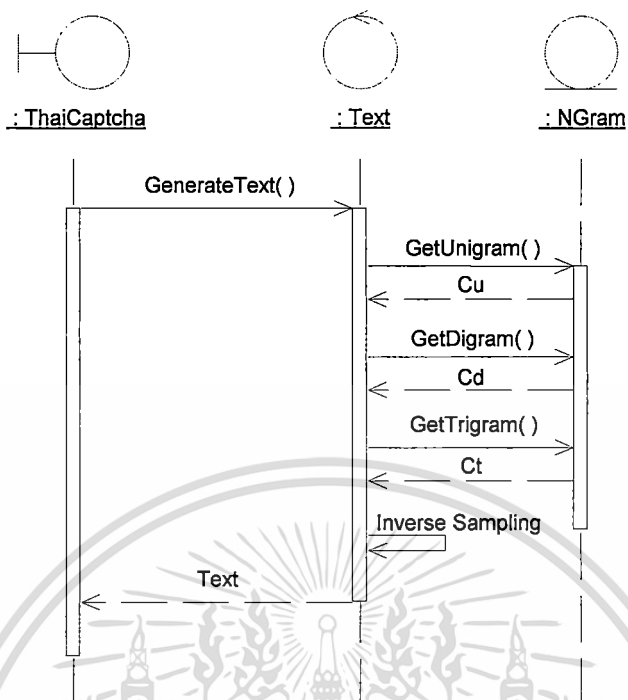 : ThaiCaptcha : Text : NGram
GenerateText( )
GetUnigram( )
Cu
GetDigram( )
Cd
GetTrigram( )
Ct
Inverse Sampling
Text